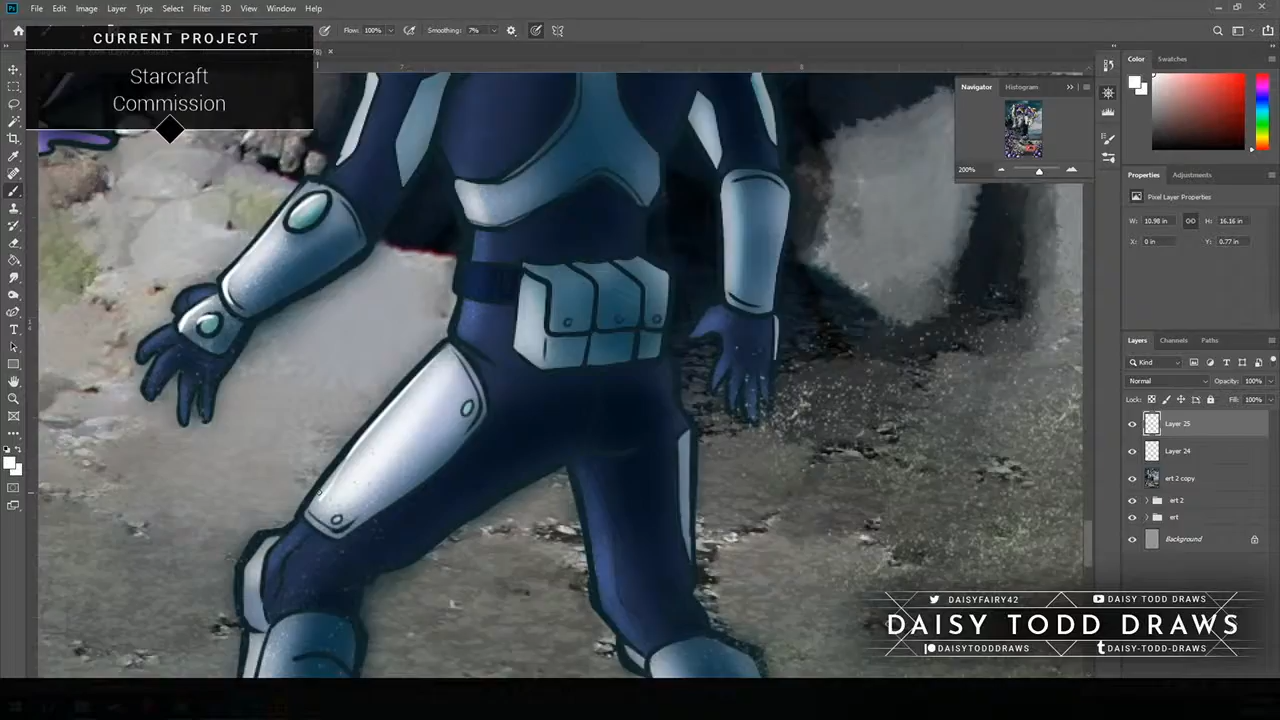 File Edit Image Layer Type Select Filter 3D View Window Help
Flow: 100% Smoothing: 7%
CURRENT PROJECT
Starcraft
Commission
Navigator Histogram
200%
Color Swatches
Properties Adjustments
Pixel Layer Properties
W: 10.98 in H: 16.16 in
X: 0 in Y: 0.77 in
Layers Channels Paths
Kind
Normal Opacity: 100%
Lock: Fill: 100%
Layer 25
Layer 24
ert 2 copy
ert 2
ert
Background
DAISYFAIRY42 DAISY TODD DRAWS
DAISY TODD DRAWS
DAISYTODDDRAWS DAISY-TODD-DRAWS